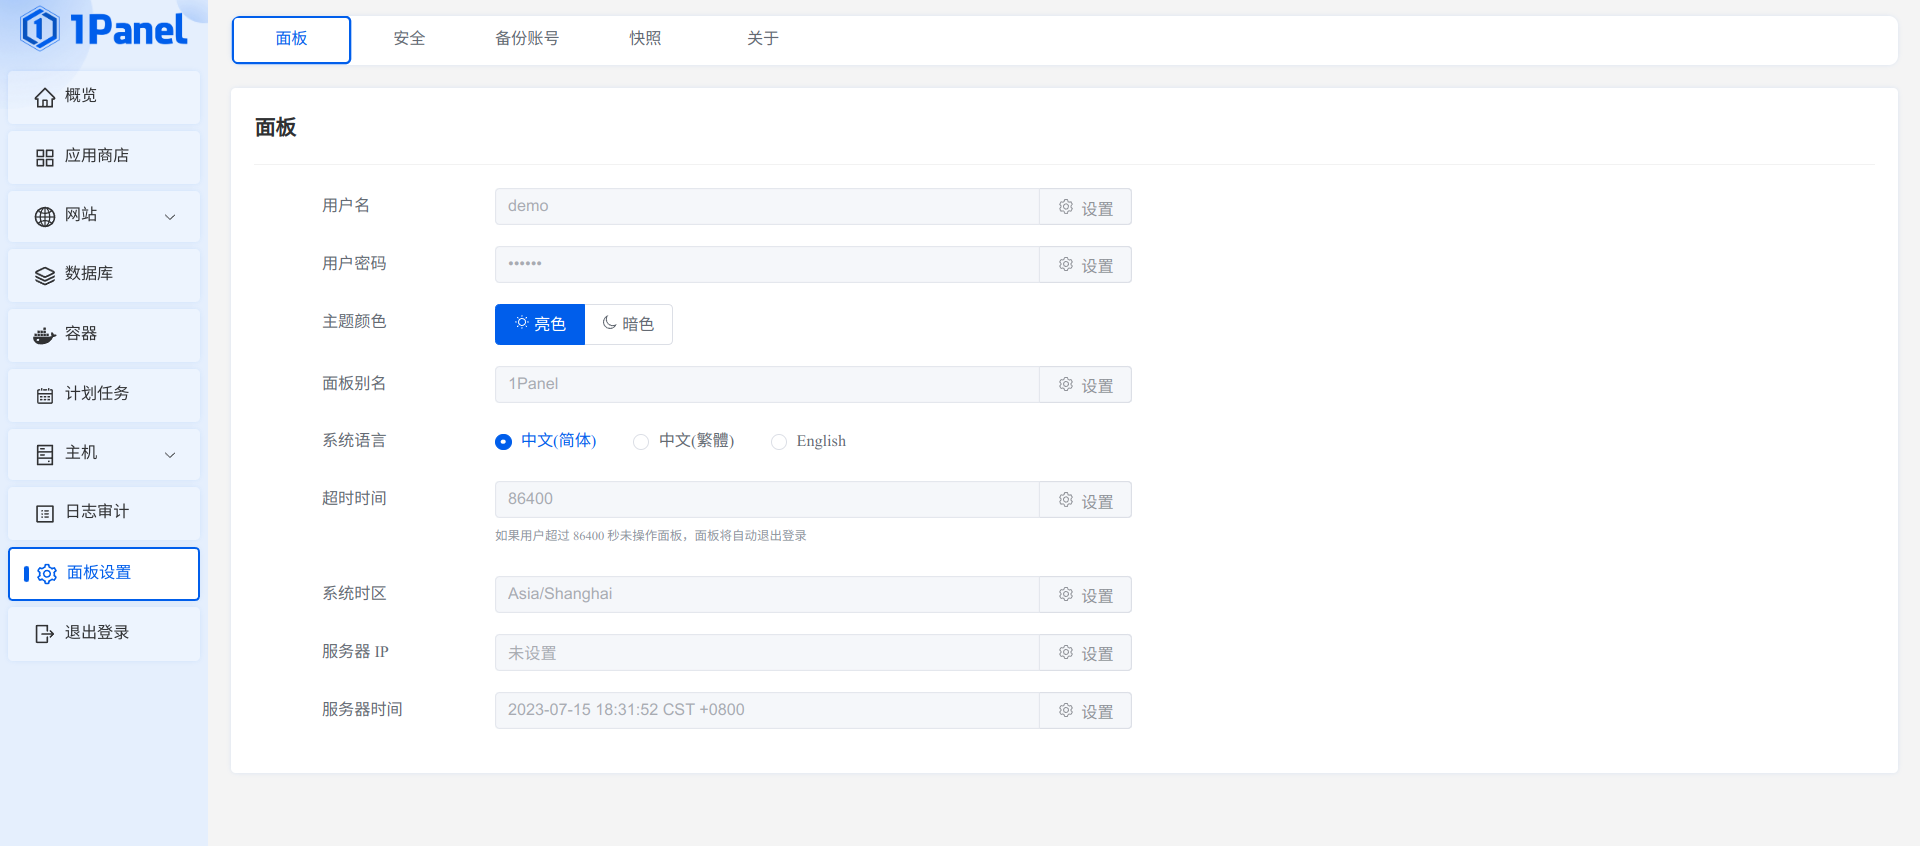 1Panel
面板 安全 备份账号 快照 关于
概览
应用商店
网站
数据库
容器
计划任务
主机
日志审计
面板设置
退出登录
面板
用户名 demo 设置
用户密码 •••••• 设置
主题颜色 亮色 暗色
面板别名 1Panel 设置
系统语言 中文(简体) 中文(繁體) English
超时时间 86400 设置
如果用户超过 86400 秒未操作面板，面板将自动退出登录
系统时区 Asia/Shanghai 设置
服务器 IP 未设置 设置
服务器时间 2023-07-15 18:31:52 CST +0800 设置